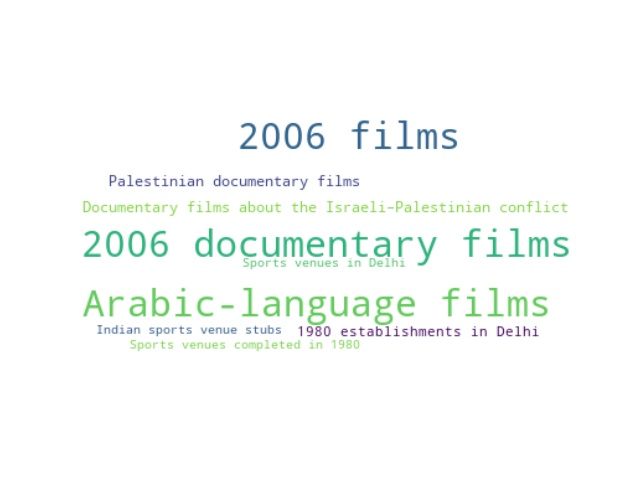 2006 films
Palestinian documentary films
Documentary films about the Israeli–Palestinian conflict
2006 documentary films
Sports venues in Delhi
Arabic-language films
Indian sports venue stubs
1980 establishments in Delhi
Sports venues completed in 1980